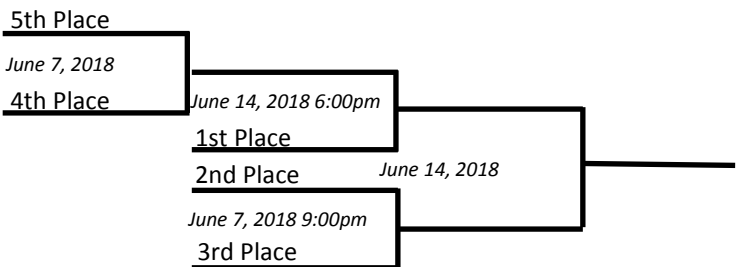 5th Place
June 7, 2018
4th Place
June 14, 2018 6:00pm
1st Place
2nd Place
June 14, 2018
June 7, 2018 9:00pm
3rd Place